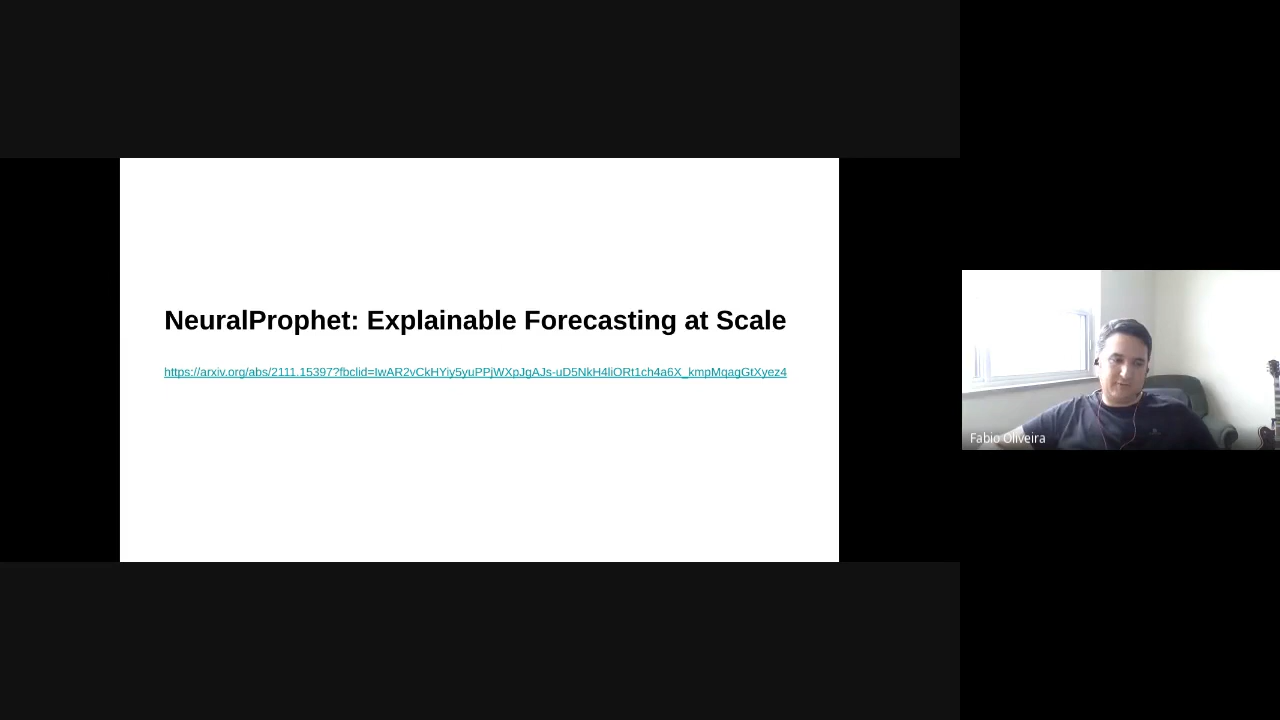 NeuralProphet: Explainable Forecasting at Scale
https://arxiv.org/abs/2111.15397?fbclid=IwAR2vCkHYiy5yuPPjWXpJgAJs-uD5NkH4liORt1ch4a6X_kmpMqagGtXyez4
Fabio Oliveira